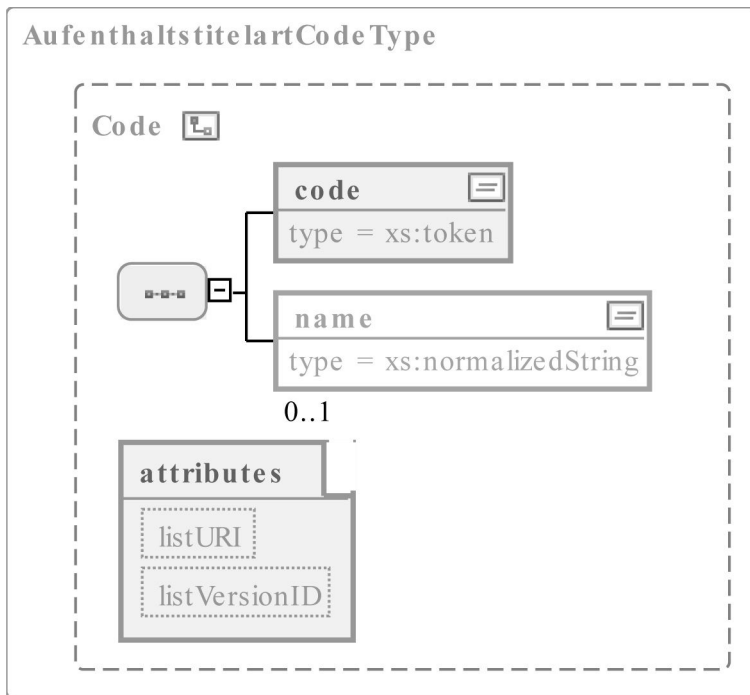 AufenthaltstitelartCodeType
Code
code
type = xs:token
name
type = xs:normalizedString
0..1
attributes
listURI
listVersionID